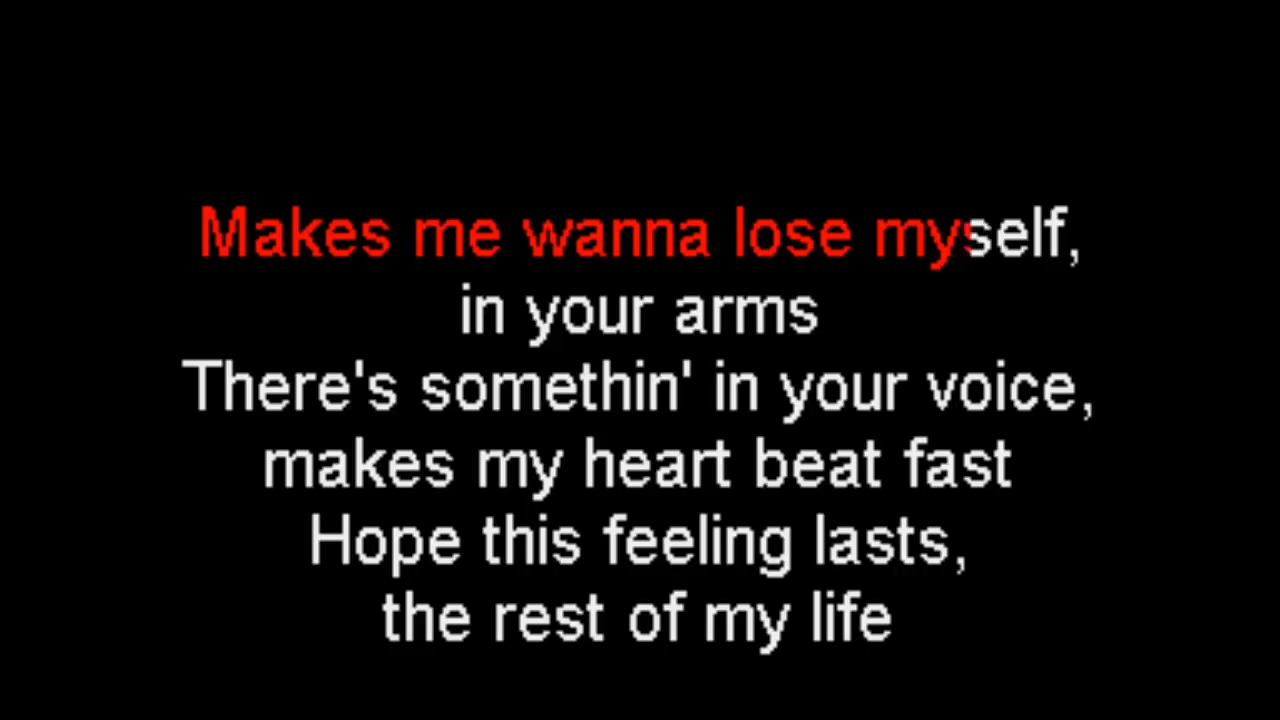 Makes me wanna lose myself,
in your arms
There's somethin' in your voice,
makes my heart beat fast
Hope this feeling lasts,
the rest of my life